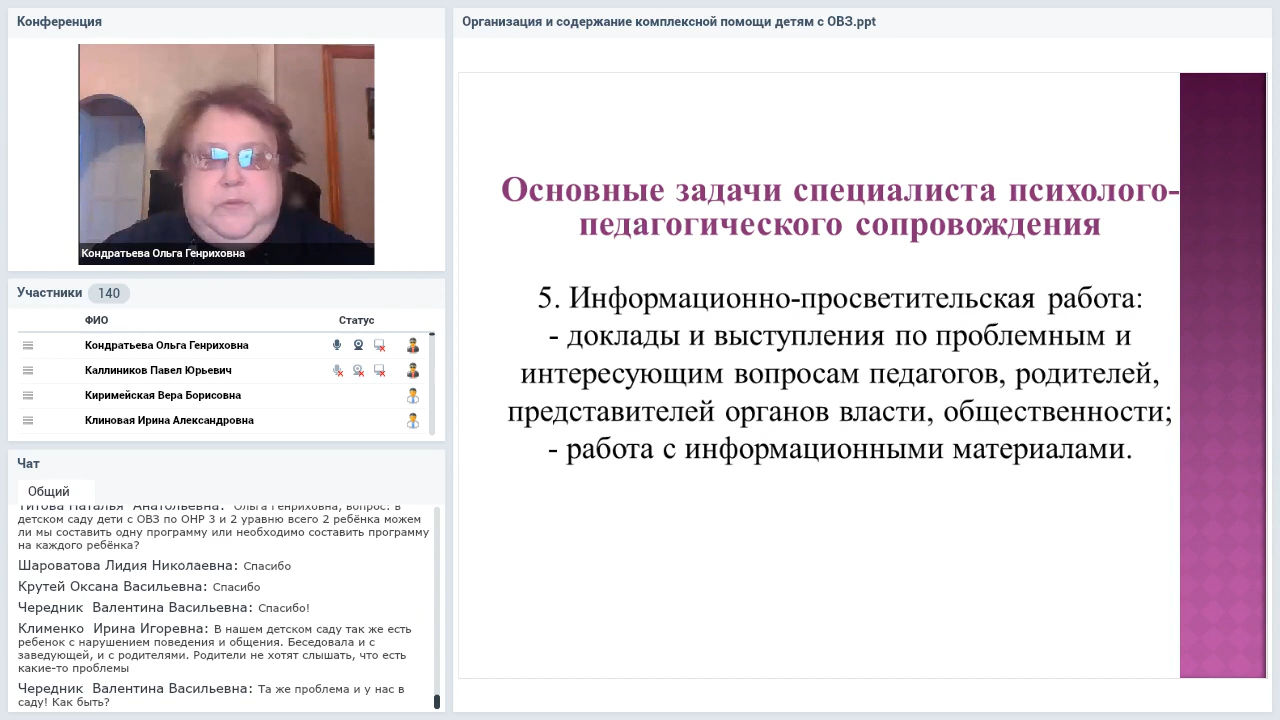 Конференция
Кондратьева Ольга Генриховна
Участники 140
ФИО Статус
Кондратьева Ольга Генриховна
Каллиников Павел Юрьевич
Киримейская Вера Борисовна
Клиновая Ирина Александровна
Чат
Общий
Титова Наталья Анатольевна: Ольга Генриховна, вопрос: в
детском саду дети с ОВЗ по ОНР 3 и 2 уравню всего 2 ребёнка можем
ли мы составить одну программу или необходимо составить программу
на каждого ребёнка?
Шароватова Лидия Николаевна: Спасибо
Крутей Оксана Васильевна: Спасибо
Чередник Валентина Васильевна: Спасибо!
Клименко Ирина Игоревна: В нашем детском саду так же есть
ребенок с нарушением поведения и общения. Беседовала и с
заведующей, и с родителями. Родители не хотят слышать, что есть
какие-то проблемы
Чередник Валентина Васильевна: Та же проблема и у нас в
саду! Как быть?
Организация и содержание комплексной помощи детям с ОВЗ.ppt
Основные задачи специалиста психолого-
педагогического сопровождения
5. Информационно-просветительская работа:
- доклады и выступления по проблемным и
интересующим вопросам педагогов, родителей,
представителей органов власти, общественности;
- работа с информационными материалами.